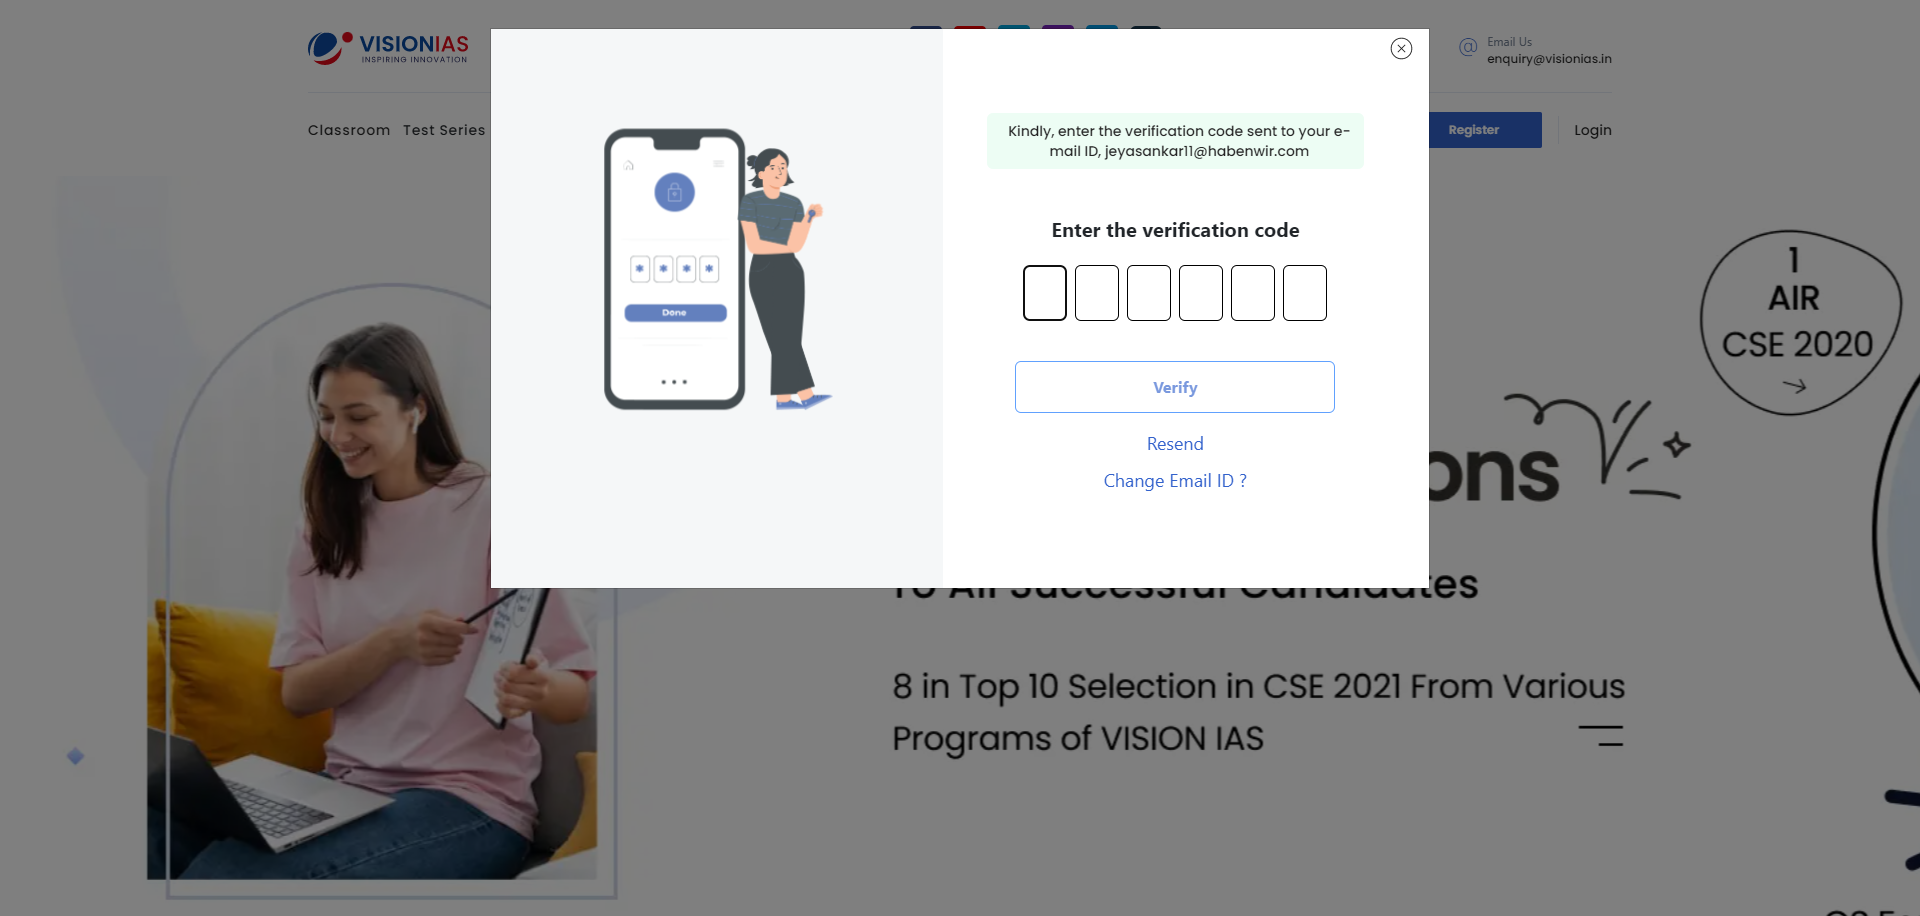 VISIONIAS
INSPIRING INNOVATION
Email Us
enquiry@visionias.in
Classroom Test Series
Register
Login
Kindly, enter the verification code sent to your e-
mail ID, jeyasankar11@habenwir.com
Enter the verification code
* * * *
Done
Verify
Resend
Change Email ID ?
1
AIR
CSE 2020
ons
8 in Top 10 Selection in CSE 2021 From Various
Programs of VISION IAS